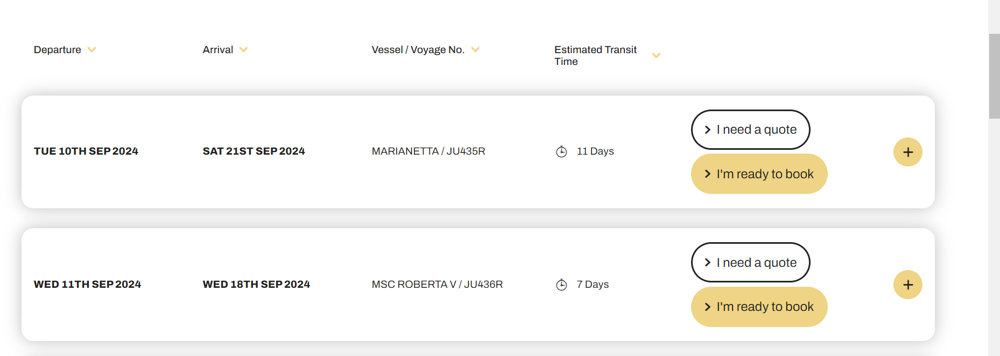 Departure
Arrival
Vessel / Voyage No.
Estimated Transit
Time
TUE 10TH SEP 2024
SAT 21ST SEP 2024
MARIANETTA / JU435R
11 Days
I need a quote
I'm ready to book
WED 11TH SEP 2024
WED 18TH SEP 2024
MSC ROBERTA V / JU436R
7 Days
I need a quote
I'm ready to book